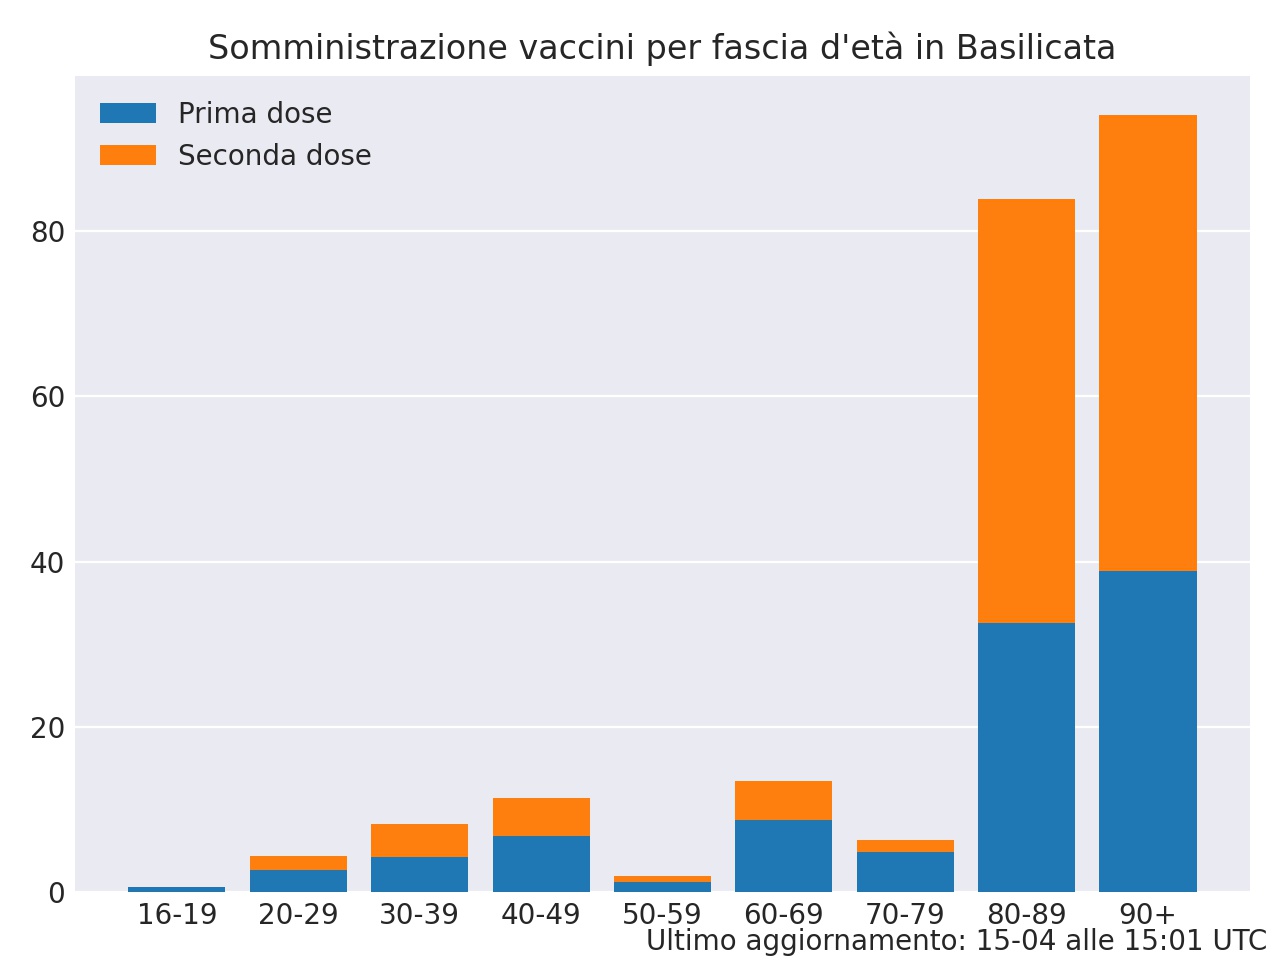 Somministrazione vaccini per fascia d'età in Basilicata
Prima dose
Seconda dose
80
60
40
20
0
16-19 20-29 30-39 40-49 50-59 60-69 70-79 80-89 90+
Ultimo aggiornamento: 15-04 alle 15:01 UTC